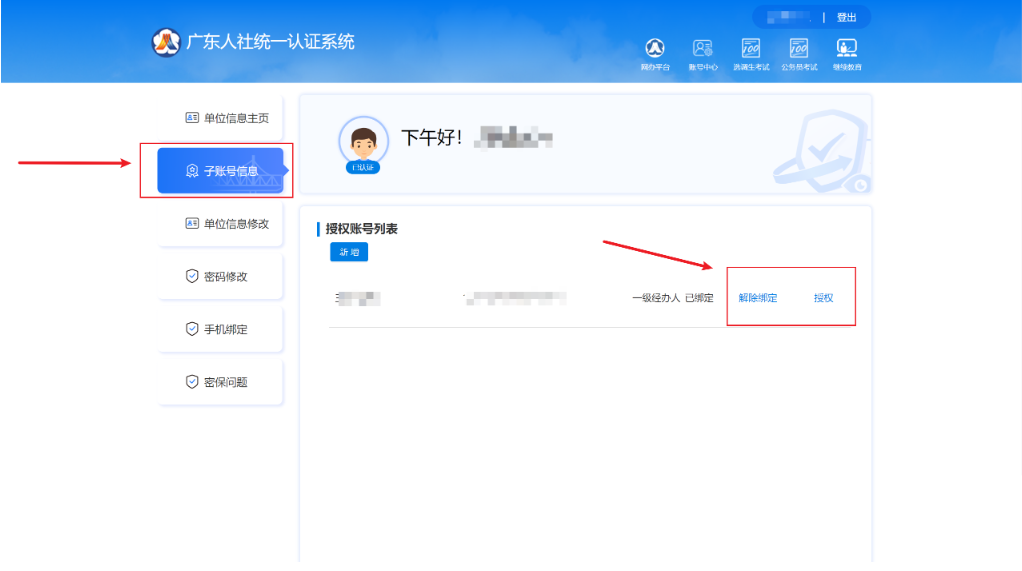 登出
广东人社统一认证系统
网办平台 账号中心 选调生考试 公务员考试 继续教育
单位信息主页
子账号信息
单位信息修改
密码修改
手机绑定
密保问题
下午好!
已认证
授权账号列表
新增
一级经办人 已绑定 解除绑定 授权